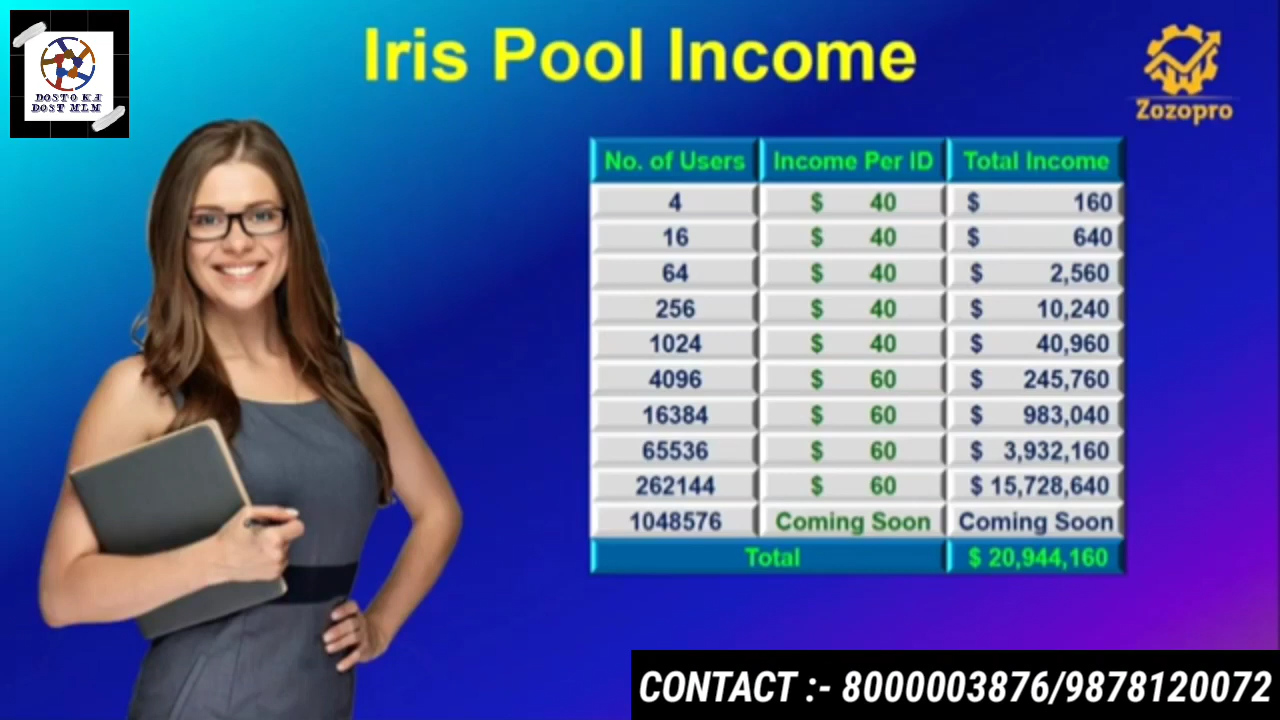 Iris Pool Income
DOSTO KA
DOST MLM
Zozopro
No. of Users Income Per ID Total Income
4 $ 40 $ 160
16 $ 40 $ 640
64 $ 40 $ 2,560
256 $ 40 $ 10,240
1024 $ 40 $ 40,960
4096 $ 60 $ 245,760
16384 $ 60 $ 983,040
65536 $ 60 $ 3,932,160
262144 $ 60 $ 15,728,640
1048576 Coming Soon Coming Soon
Total $ 20,944,160
CONTACT :- 8000003876/9878120072